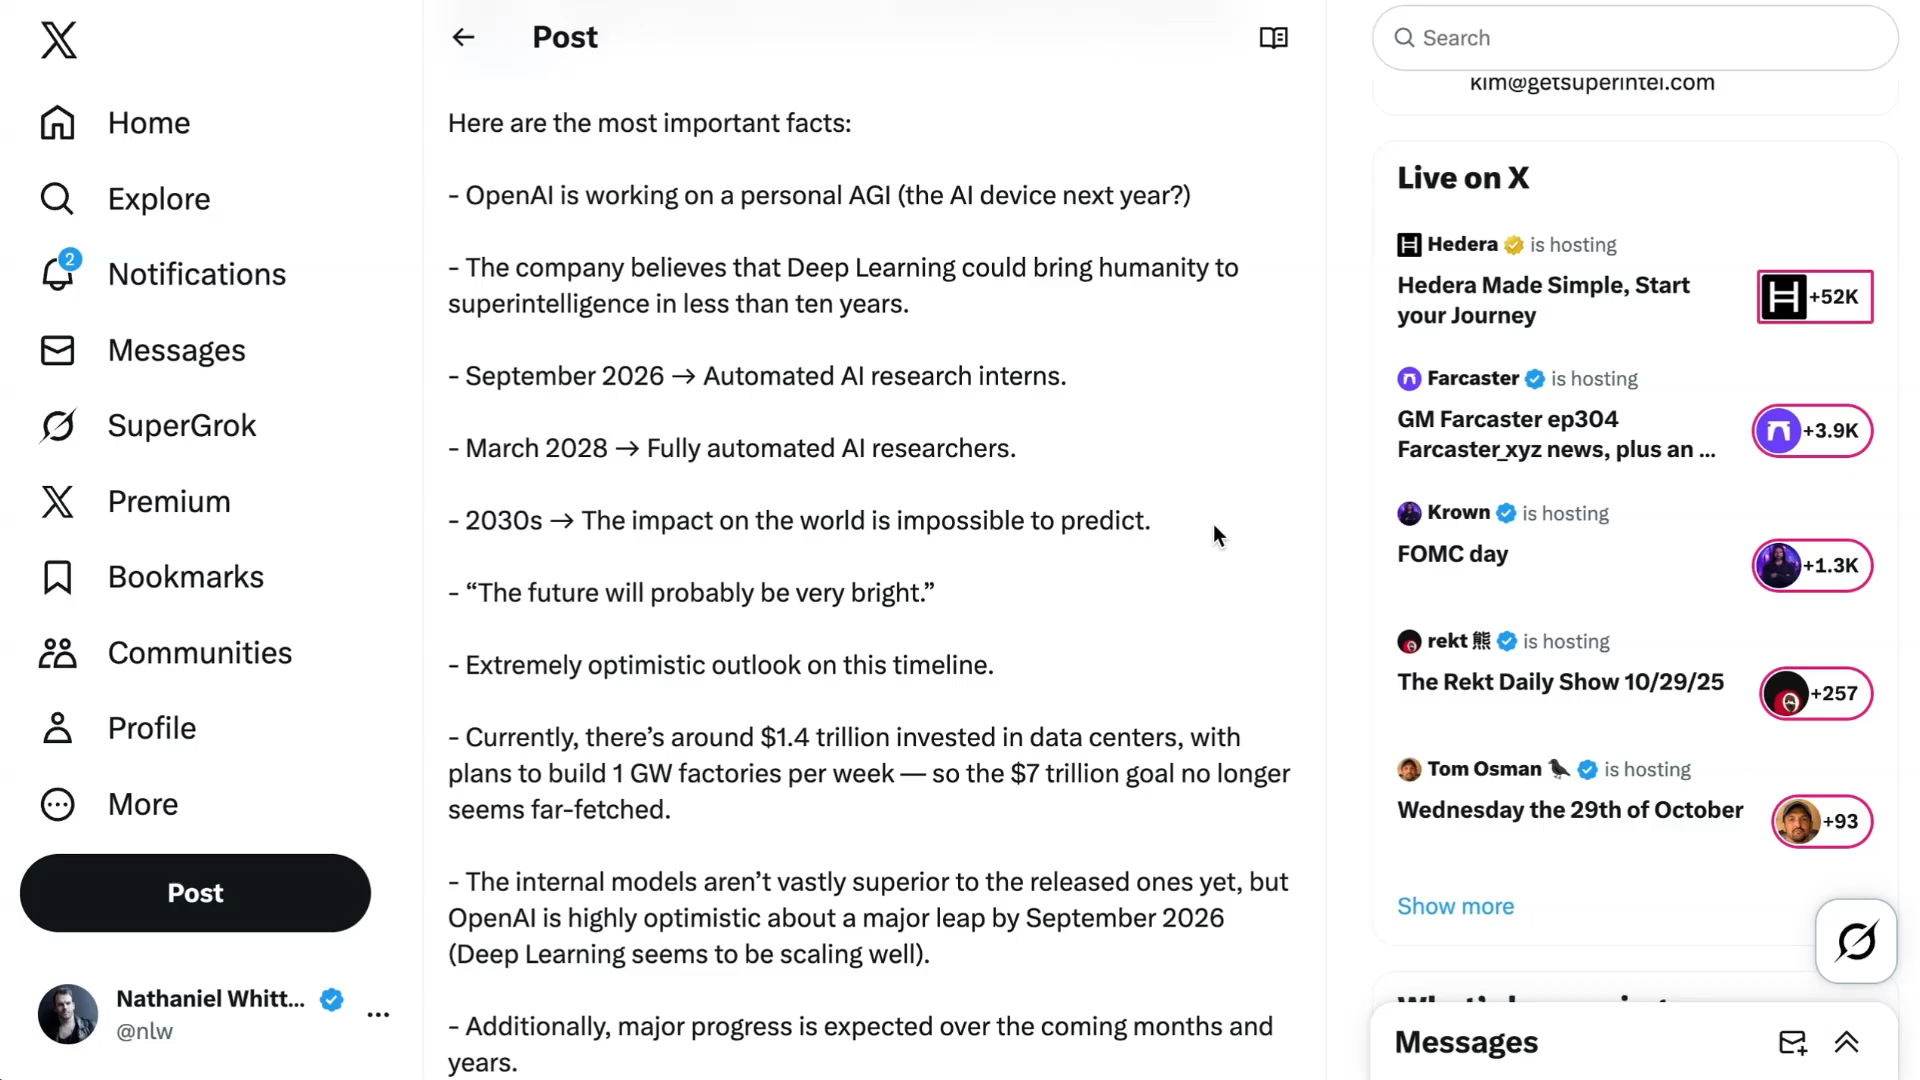 Home
Explore
2
Notifications
Messages
SuperGrok
Premium
Bookmarks
Communities
Profile
More
Post
Nathaniel Whitt...
@nlw
Post
Here are the most important facts:
- OpenAI is working on a personal AGI (the AI device next year?)
- The company believes that Deep Learning could bring humanity to
superintelligence in less than ten years.
- September 2026 → Automated AI research interns.
- March 2028 → Fully automated AI researchers.
- 2030s → The impact on the world is impossible to predict.
- “The future will probably be very bright.”
- Extremely optimistic outlook on this timeline.
- Currently, there’s around $1.4 trillion invested in data centers, with
plans to build 1 GW factories per week — so the $7 trillion goal no longer
seems far-fetched.
- The internal models aren’t vastly superior to the released ones yet, but
OpenAI is highly optimistic about a major leap by September 2026
(Deep Learning seems to be scaling well).
- Additionally, major progress is expected over the coming months and
years.
Search
kim@getsuperintel.com
Live on X
Hedera is hosting
Hedera Made Simple, Start
your Journey
+52K
Farcaster is hosting
GM Farcaster ep304
Farcaster_xyz news, plus an ...
+3.9K
Krown is hosting
FOMC day
+1.3K
rekt 熊 is hosting
The Rekt Daily Show 10/29/25
+257
Tom Osman is hosting
Wednesday the 29th of October
+93
Show more
Messages